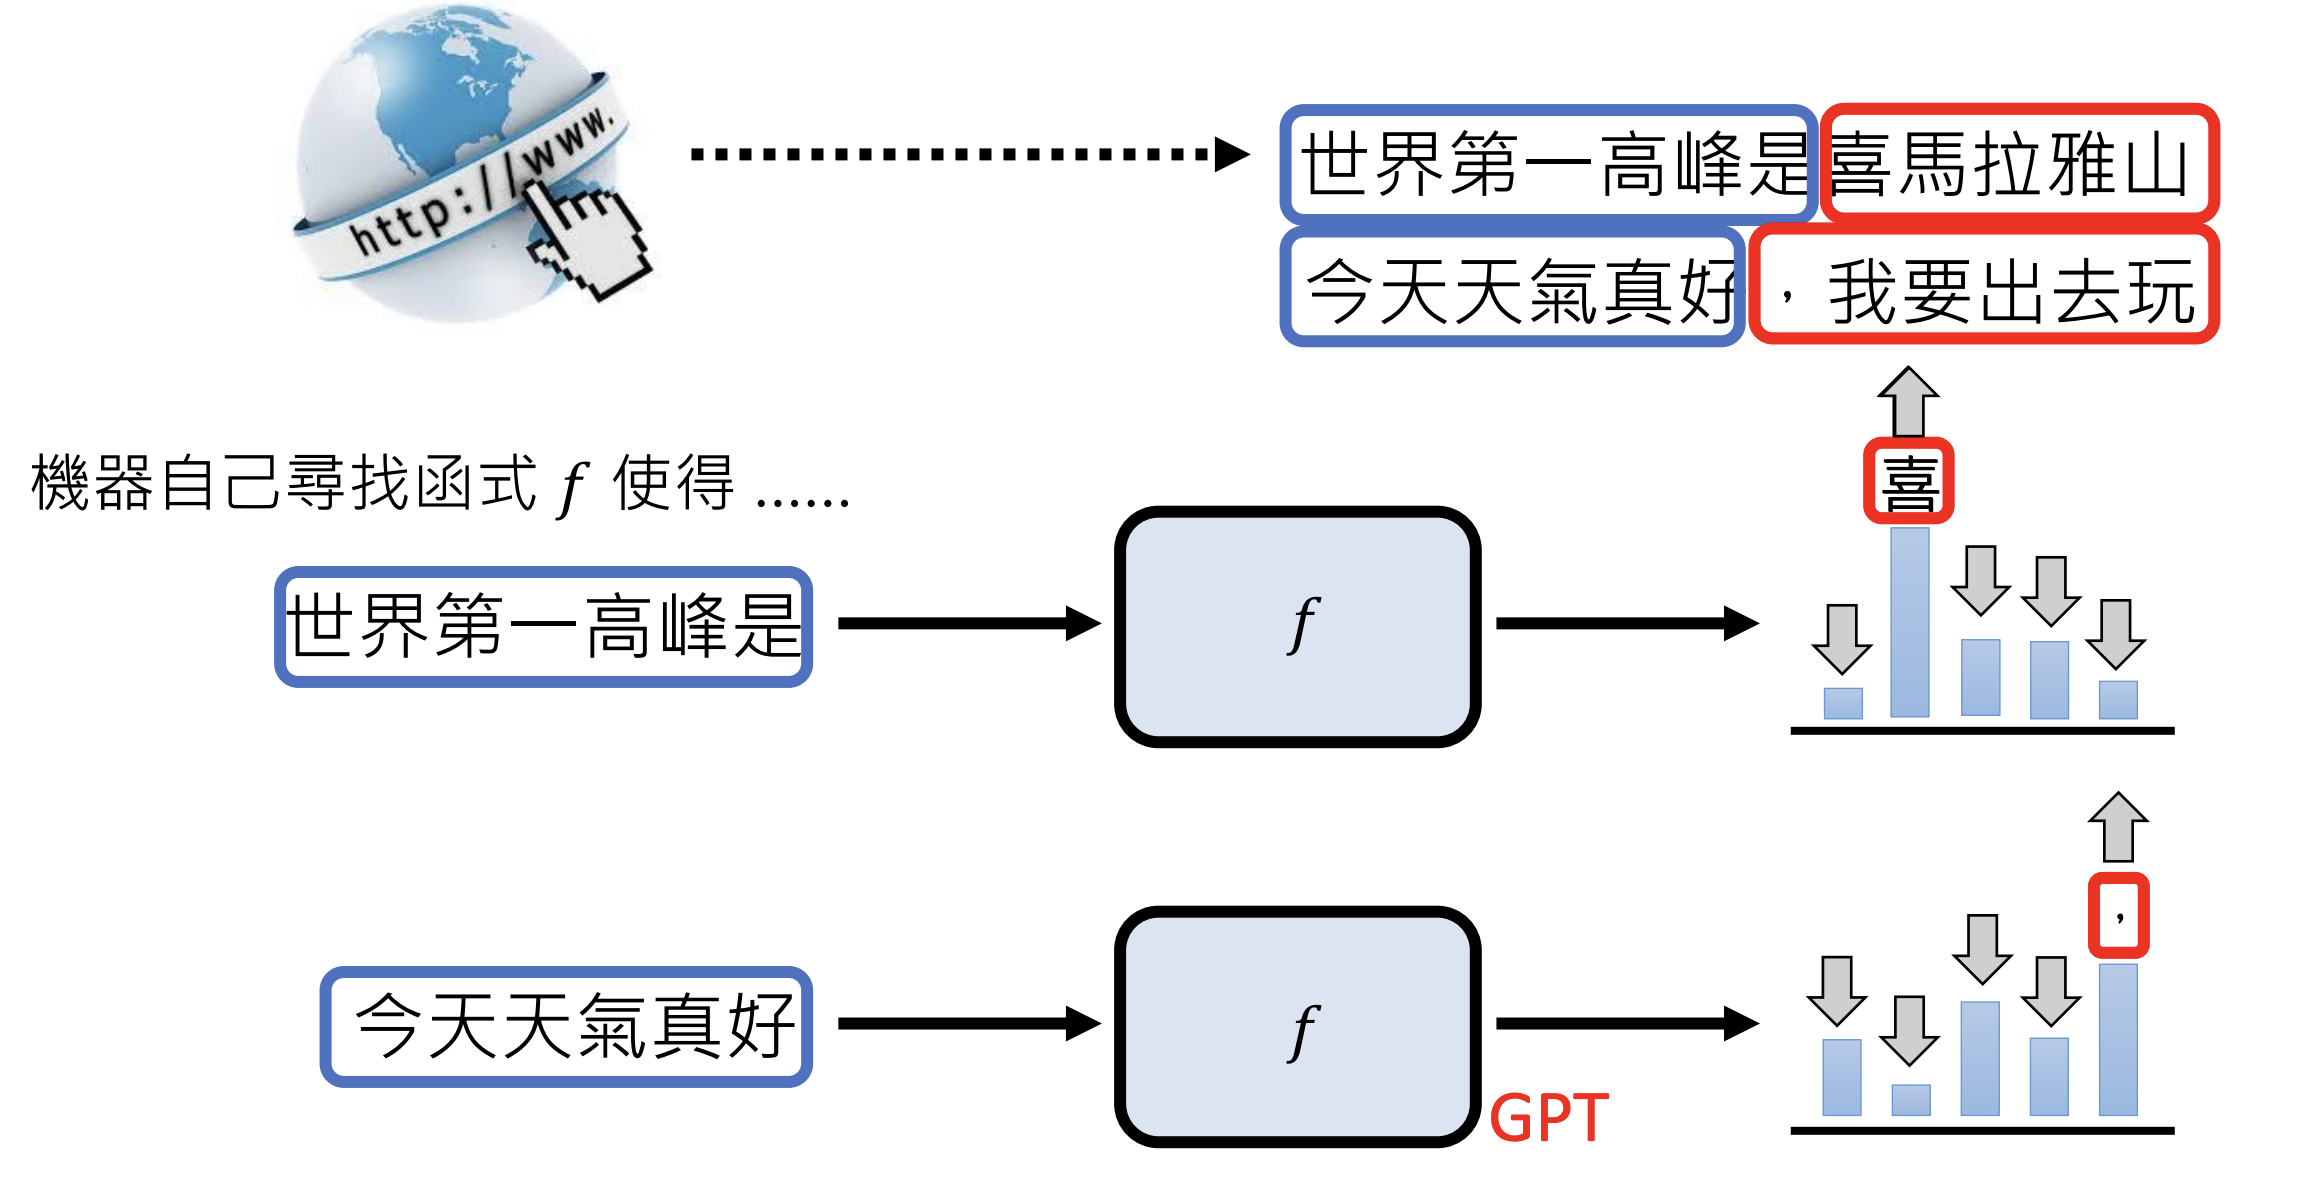 http://www.
世界第一高峰是喜馬拉雅山
今天天氣真好，我要出去玩
機器自己尋找函式 f 使得 ......
喜
世界第一高峰是
f
，
今天天氣真好
f
GPT